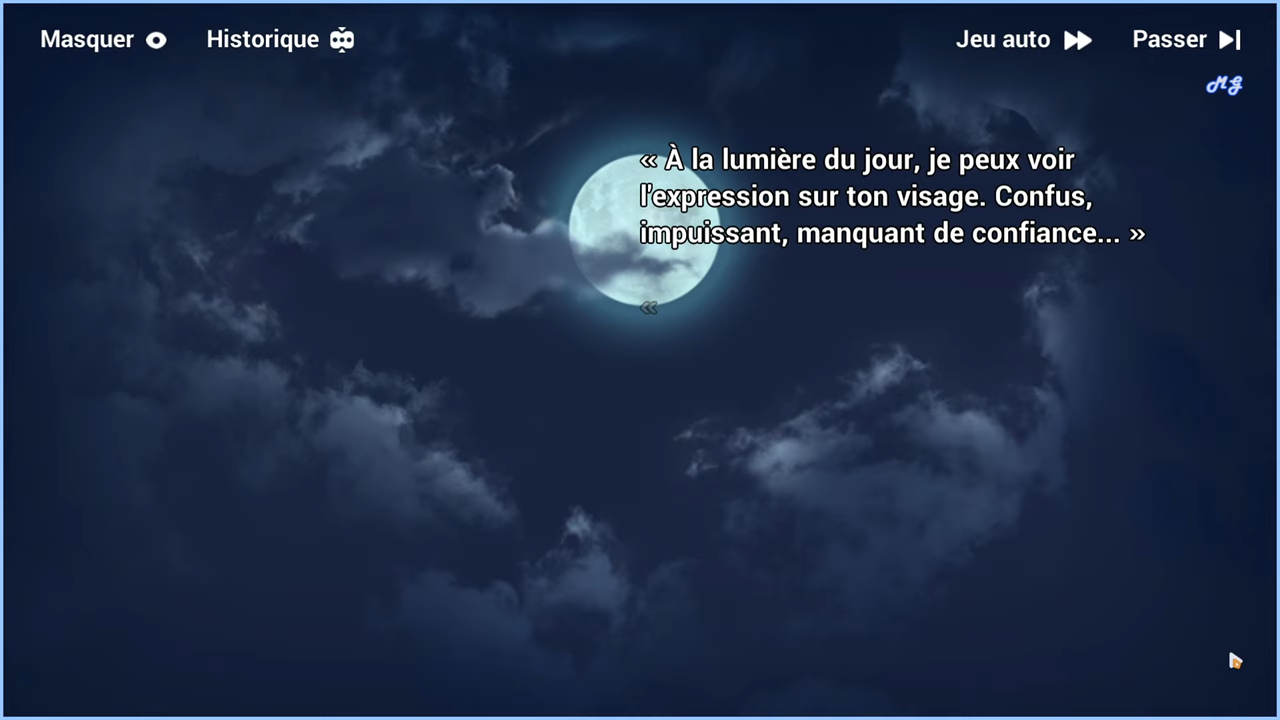 Masquer
Historique
Jeu auto
Passer
MG
« À la lumière du jour, je peux voir
l'expression sur ton visage. Confus,
impuissant, manquant de confiance... »
«